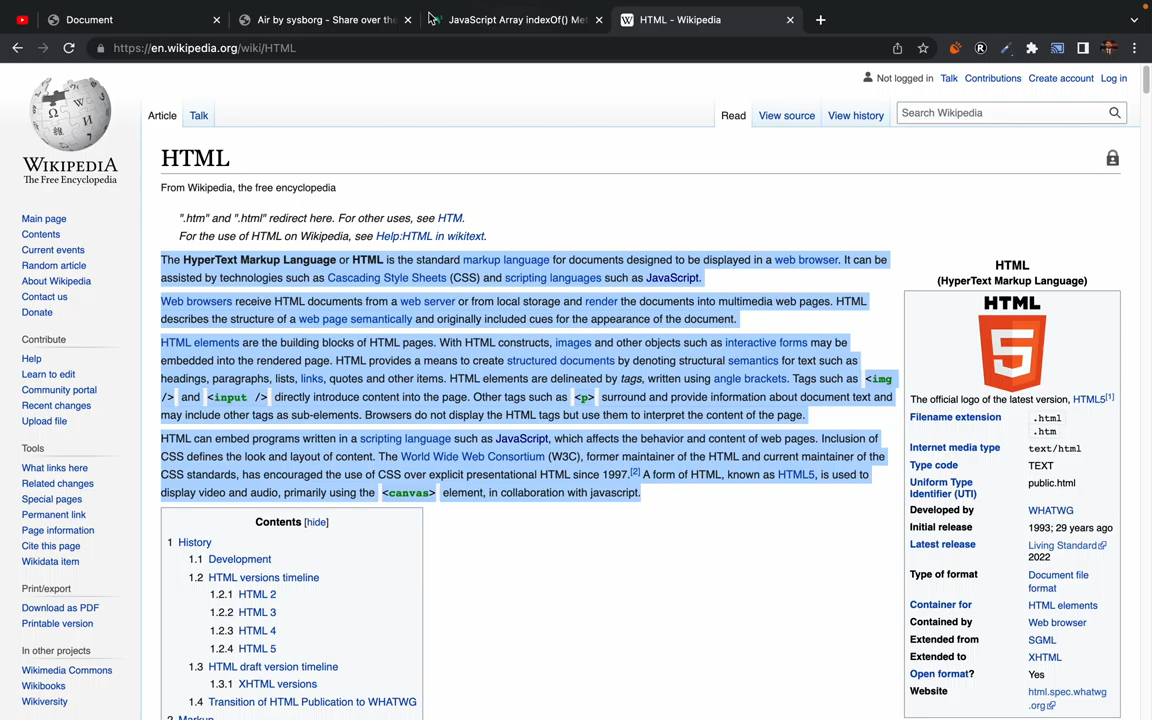 Document
Air by sysborg - Share over the
JavaScript Array indexOf() Met
W HTML - Wikipedia
https://en.wikipedia.org/wiki/HTML
Not logged in Talk Contributions Create account Log in
Article Talk Read View source View history Search Wikipedia
WIKIPEDIA
The Free Encyclopedia
Main page
Contents
Current events
Random article
About Wikipedia
Contact us
Donate
Contribute
Help
Learn to edit
Community portal
Recent changes
Upload file
Tools
What links here
Related changes
Special pages
Permanent link
Page information
Cite this page
Wikidata item
Print/export
Download as PDF
Printable version
In other projects
Wikimedia Commons
Wikibooks
Wikiversity
HTML
From Wikipedia, the free encyclopedia
".htm" and ".html" redirect here. For other uses, see HTM.
For the use of HTML on Wikipedia, see Help:HTML in wikitext.
The HyperText Markup Language or HTML is the standard markup language for documents designed to be displayed in a web browser. It can be
assisted by technologies such as Cascading Style Sheets (CSS) and scripting languages such as JavaScript.
Web browsers receive HTML documents from a web server or from local storage and render the documents into multimedia web pages. HTML
describes the structure of a web page semantically and originally included cues for the appearance of the document.
HTML elements are the building blocks of HTML pages. With HTML constructs, images and other objects such as interactive forms may be
embedded into the rendered page. HTML provides a means to create structured documents by denoting structural semantics for text such as
headings, paragraphs, lists, links, quotes and other items. HTML elements are delineated by tags, written using angle brackets. Tags such as <img
/> and <input /> directly introduce content into the page. Other tags such as <p> surround and provide information about document text and
may include other tags as sub-elements. Browsers do not display the HTML tags but use them to interpret the content of the page.
HTML can embed programs written in a scripting language such as JavaScript, which affects the behavior and content of web pages. Inclusion of
CSS defines the look and layout of content. The World Wide Web Consortium (W3C), former maintainer of the HTML and current maintainer of the
CSS standards, has encouraged the use of CSS over explicit presentational HTML since 1997.[2] A form of HTML, known as HTML5, is used to
display video and audio, primarily using the <canvas> element, in collaboration with javascript.
Contents [hide]
1 History
1.1 Development
1.2 HTML versions timeline
1.2.1 HTML 2
1.2.2 HTML 3
1.2.3 HTML 4
1.2.4 HTML 5
1.3 HTML draft version timeline
1.3.1 XHTML versions
1.4 Transition of HTML Publication to WHATWG
2 Markup
HTML
(HyperText Markup Language)
HTML
5
The official logo of the latest version, HTML5[1]
Filename extension .html
.htm
Internet media type text/html
Type code TEXT
Uniform Type public.html
Identifier (UTI)
Developed by WHATWG
Initial release 1993; 29 years ago
Latest release Living Standard
2022
Type of format Document file
format
Container for HTML elements
Contained by Web browser
Extended from SGML
Extended to XHTML
Open format? Yes
Website html.spec.whatwg
.org